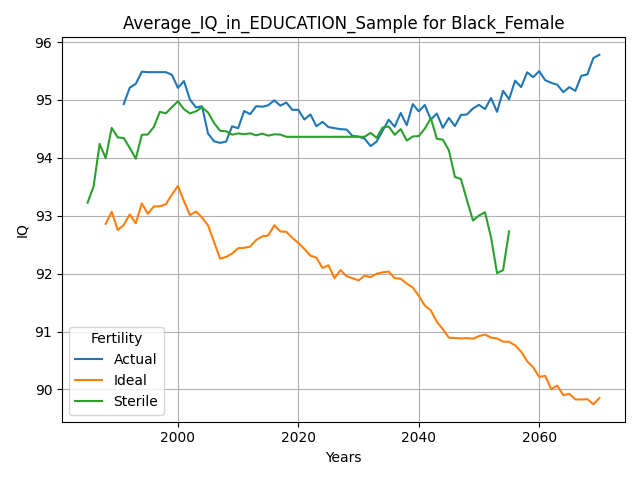 Average_IQ_in_EDUCATION_Sample for Black_Female
96
95
94
93
92
91
90
IQ
2000
2020
2040
2060
Years
Fertility
Actual
Ideal
Sterile